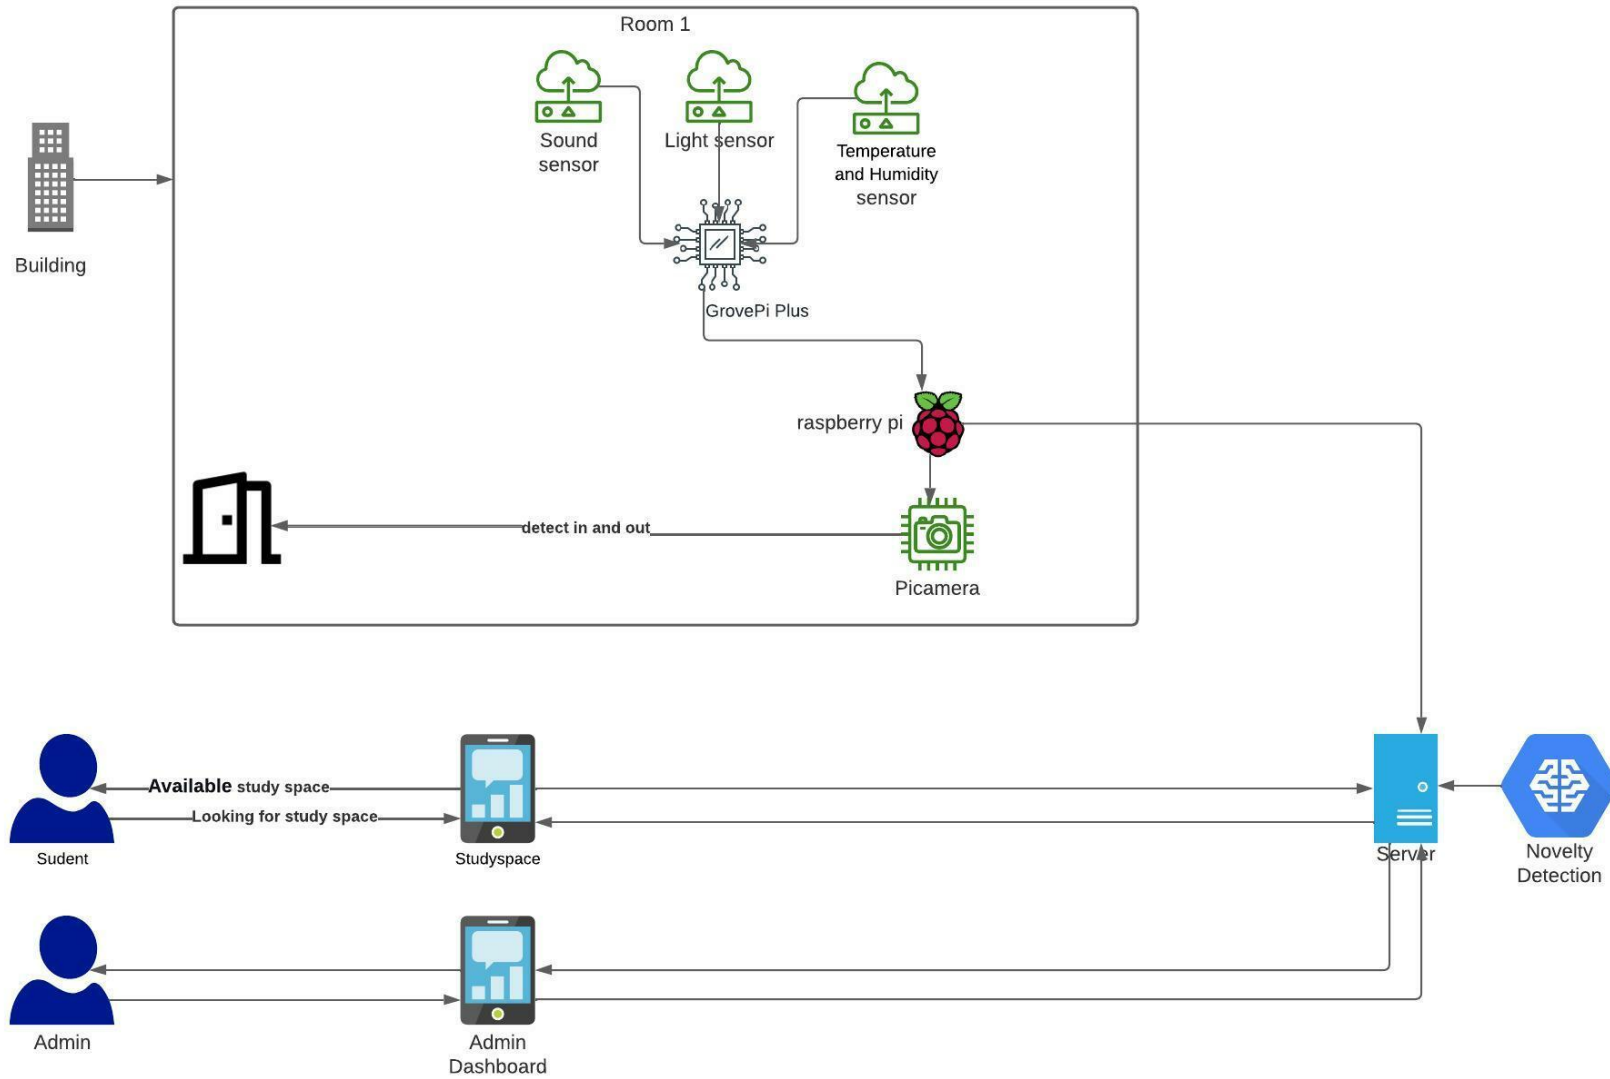 Room 1
Sound
sensor
Light sensor
Temperature
and Humidity
sensor
Building
GrovePi Plus
raspberry pi
detect in and out
Picamera
Available study space
Looking for study space
Sudent
Studyspace
Server
Novelty
Detection
Admin
Admin
Dashboard